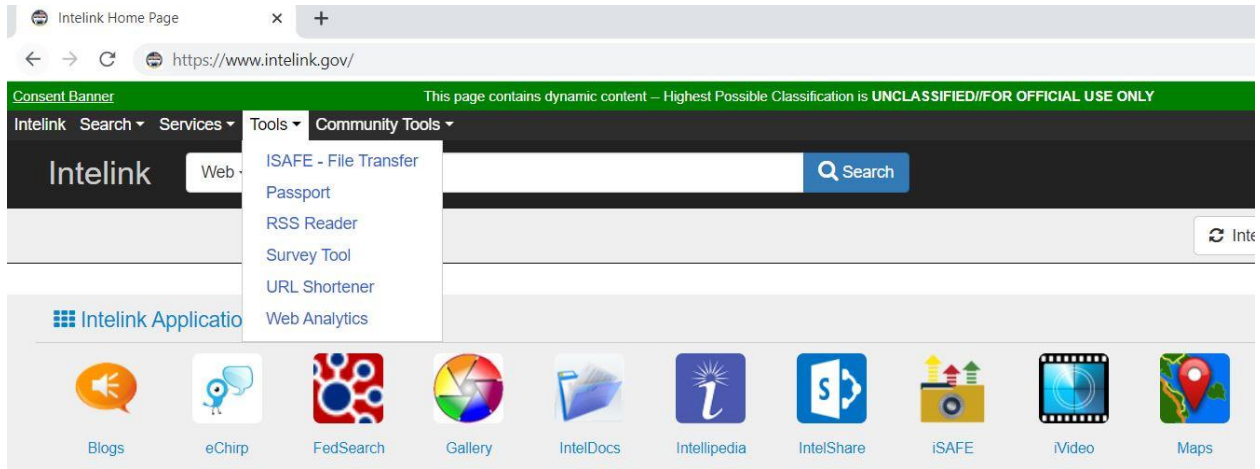 Intelink Home Page
https://www.intelink.gov/
Consent Banner This page contains dynamic content – Highest Possible Classification is UNCLASSIFIED//FOR OFFICIAL USE ONLY
Intelink Search Services Tools Community Tools
Intelink Web Search
ISAFE - File Transfer
Passport
RSS Reader
Survey Tool
URL Shortener
Web Analytics
Intelink
Blogs eChirp FedSearch Gallery IntelDocs Intellipedia IntelShare iSAFE iVideo Maps